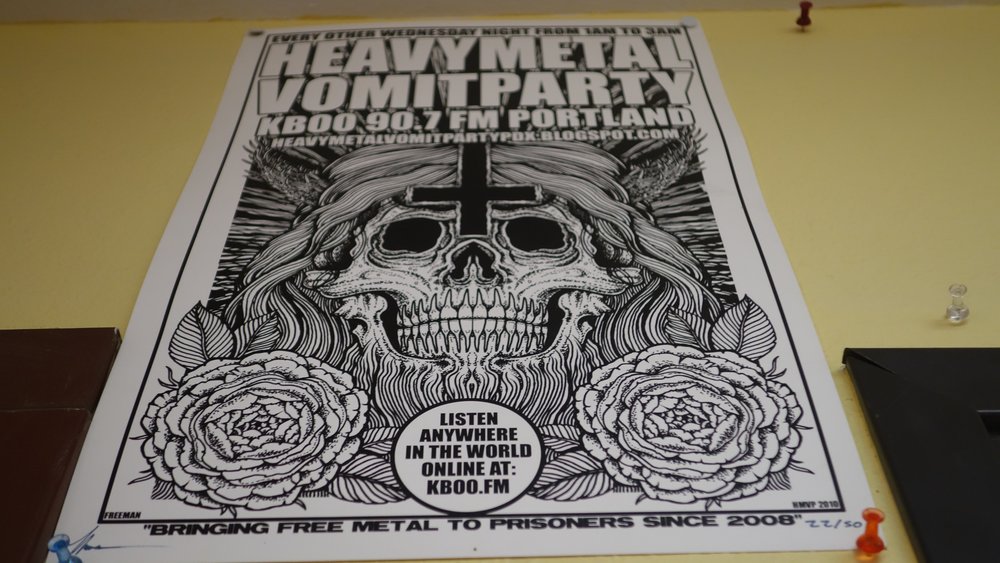 EVERY OTHER WEDNESDAY NIGHT FROM 1AM TO 3AM
HEAVYMETAL
VOMITPARTY
KBOO 90.7 FM PORTLAND
HEAVYMETALVOMITPARTYPDX.BLOGSPOT.COM
LISTEN
ANYWHERE
IN THE WORLD
ONLINE AT:
KBOO.FM
FREEMAN
HMVP 2010
"BRINGING FREE METAL TO PRISONERS SINCE 2008"
22/50